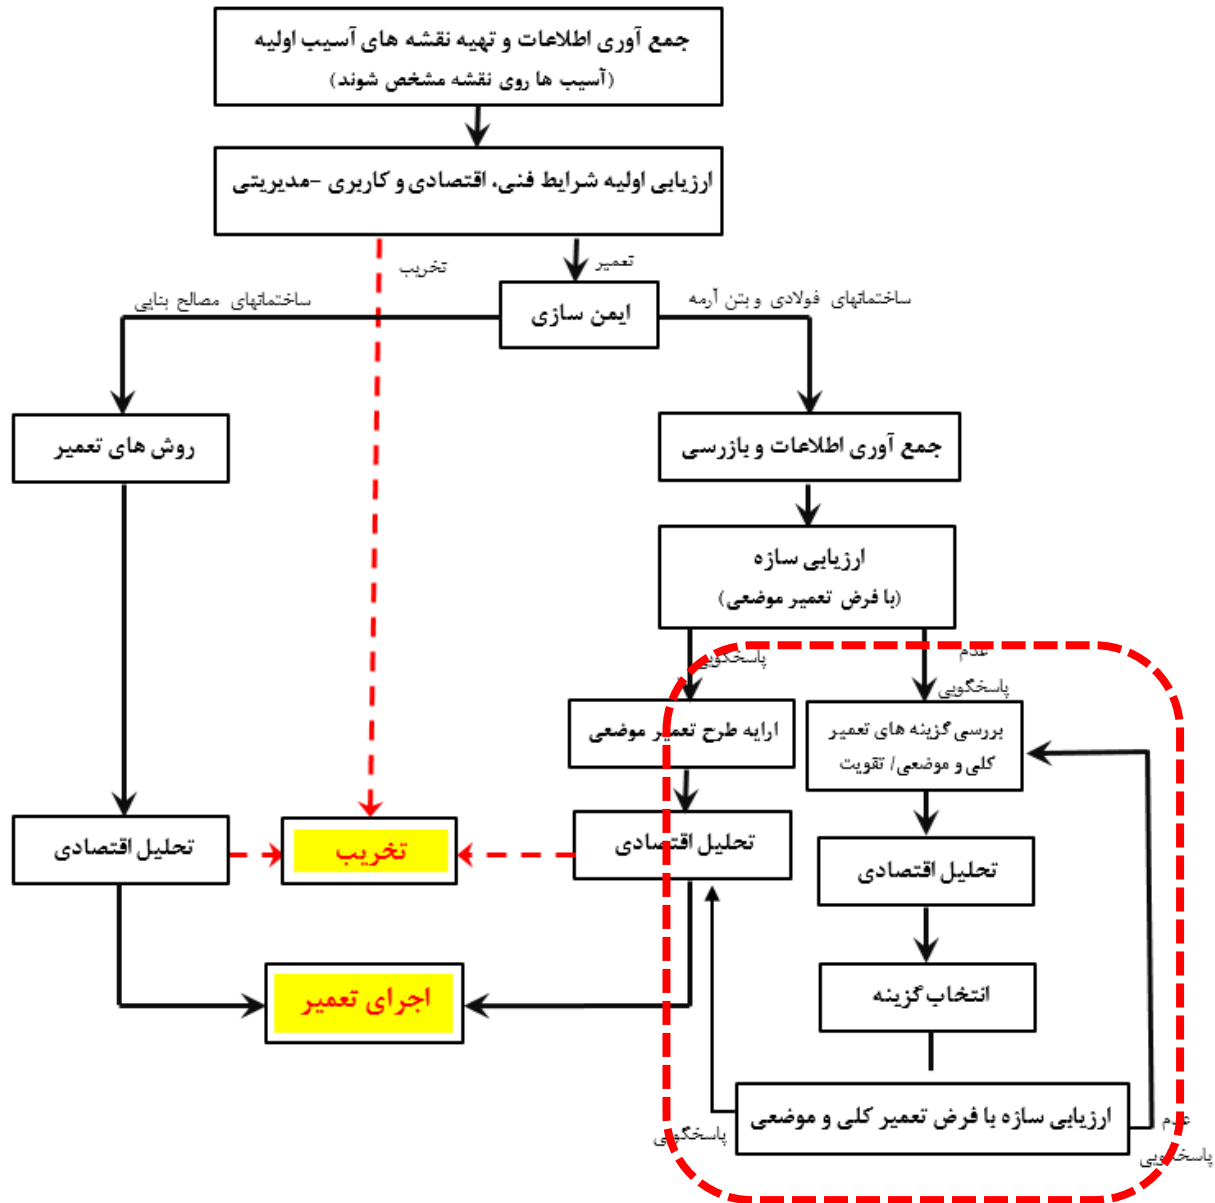 جمع آوری اطلاعات و تهیه نقشه های آسیب اولیه
(آسیب ها روی نقشه مشخص شوند)
ارزیابی اولیه شرایط فنی، اقتصادی و کاربری -مدیریتی
تخریب
تعمیر
ساختمانهای فولادی و بتن آرمه
ایمن سازی
ساختمانهای مصالح بنایی
جمع آوری اطلاعات و بازرسی
روش های تعمیر
ارزیابی سازه
(با فرض تعمیر موضعی)
عدم
پاسخگویی
پاسخگویی
بررسی گزینه های تعمیر
کلی و موضعی/ تقویت
ارایه طرح تعمیر موضعی
تحلیل اقتصادی
تحلیل اقتصادی
تخریب
تحلیل اقتصادی
انتخاب گزینه
اجرای تعمیر
ارزیابی سازه با فرض تعمیر کلی و موضعی
عدم
پاسخگویی
پاسخگویی